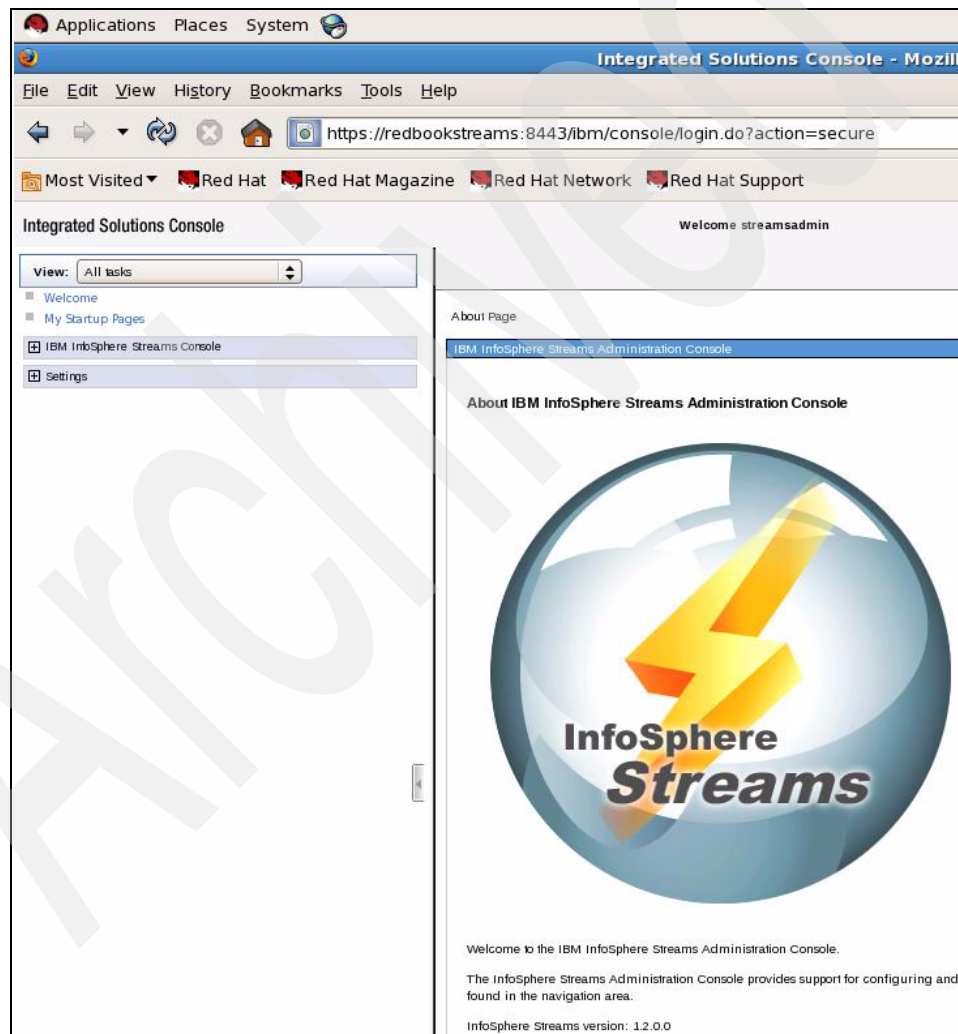 Applications Places System
Integrated Solutions Console - Mozill
File Edit View History Bookmarks Tools Help
https://redbookstreams:8443/ibm/console/login.do?action=secure
Most Visited Red Hat Red Hat Magazine Red Hat Network Red Hat Support
Integrated Solutions Console
Welcome streamsadmin
View: All tasks
Welcome
My Startup Pages
IBM InfoSphere Streams Console
Settings
About Page
IBM InfoSphere Streams Administration Console
About IBM InfoSphere Streams Administration Console
InfoSphere
Streams
Welcome to the IBM InfoSphere Streams Administration Console.
The InfoSphere Streams Administration Console provides support for configuring and
found in the navigation area.
InfoSphere Streams version: 1.2.0.0
Archived